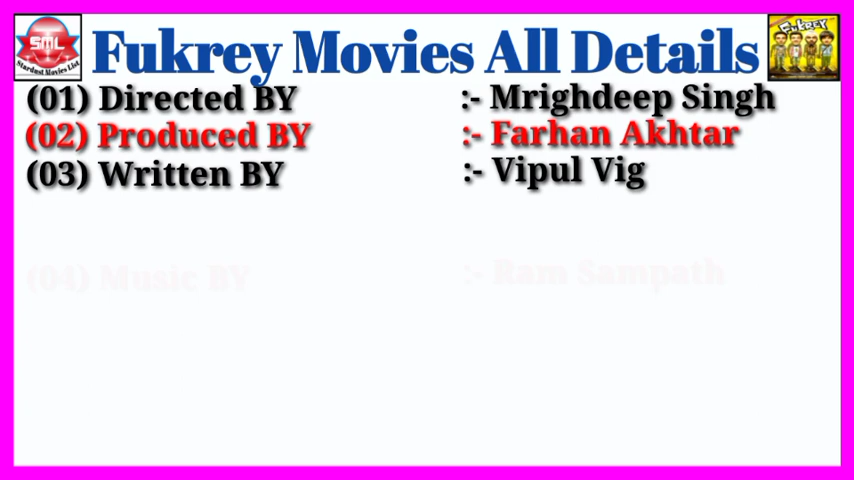 SML
Stardust Movies List
Fukrey Movies All Details
FUKREY
(01) Directed BY :- Mrighdeep Singh
(02) Produced BY :- Farhan Akhtar
(03) Written BY :- Vipul Vig
(04) Music BY :- Ram Sampath